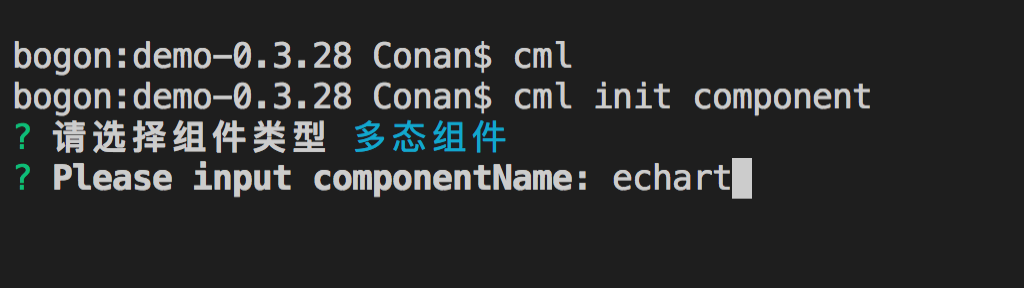 bogon:demo-0.3.28 Conan$ cml
bogon:demo-0.3.28 Conan$ cml init component
? 请选择组件类型 多态组件
? Please input componentName: echart